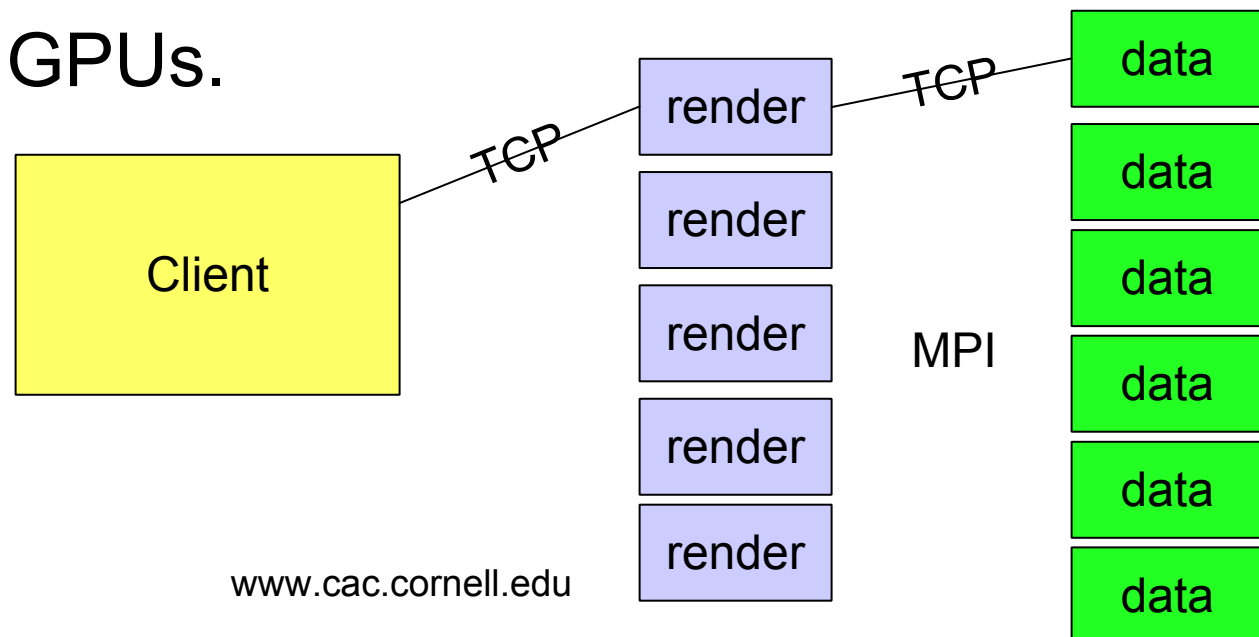 GPUs.
Client
TCP
render
render
render
render
render
TCP
MPI
data
data
data
data
data
data
www.cac.cornell.edu